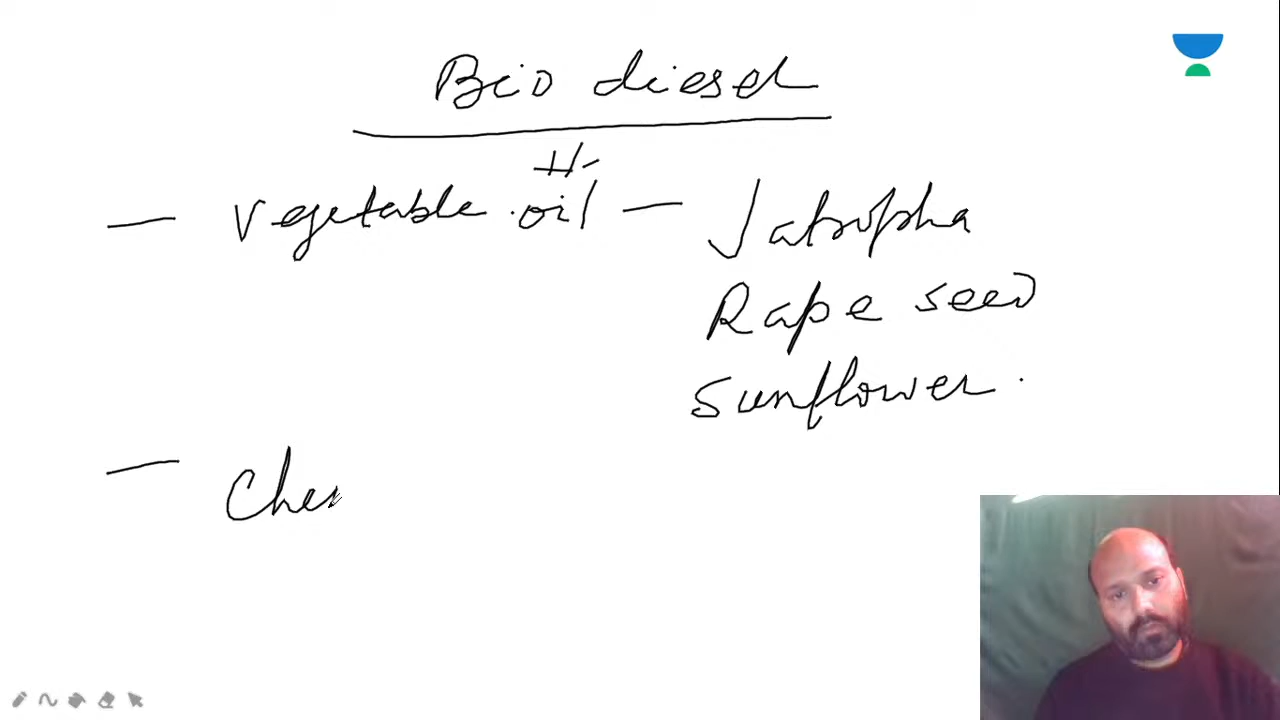 Bio diesel
— vegetable oil — Jatropha
Rape seed
sunflower.
— Che